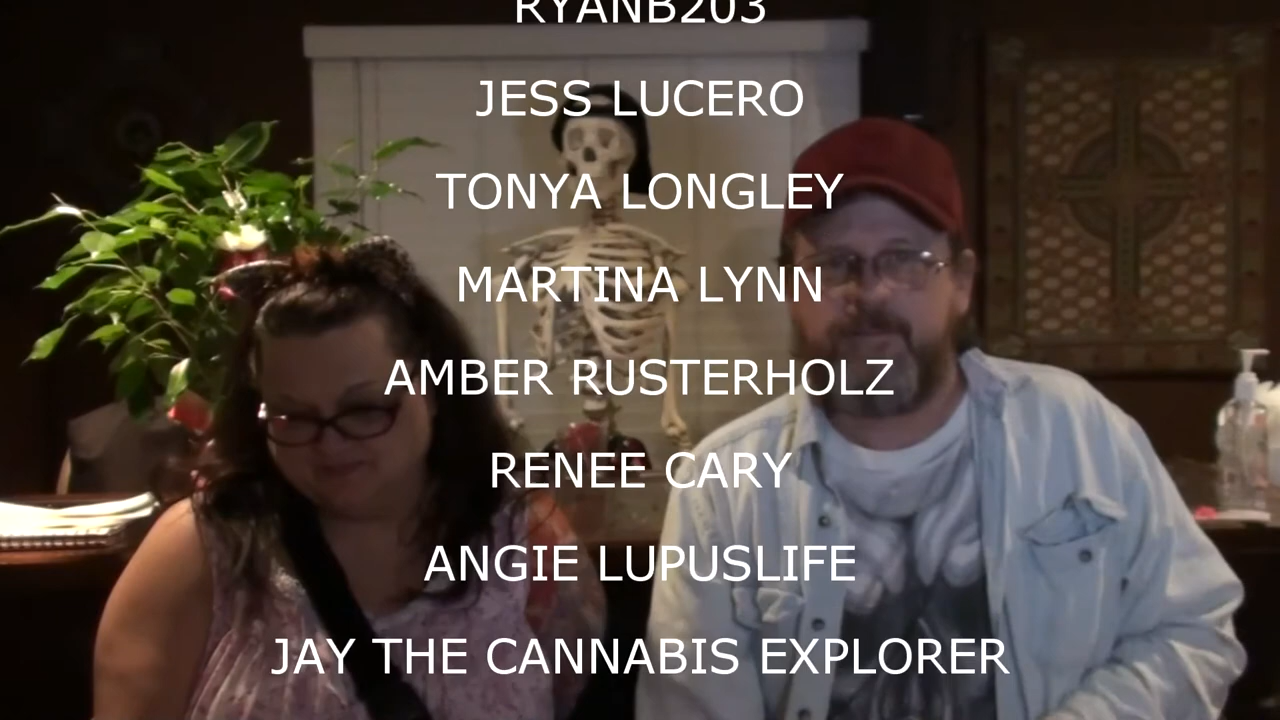 RYANB203
JESS LUCERO
TONYA LONGLEY
MARTINA LYNN
AMBER RUSTERHOLZ
RENEE CARY
ANGIE LUPUSLIFE
JAY THE CANNABIS EXPLORER